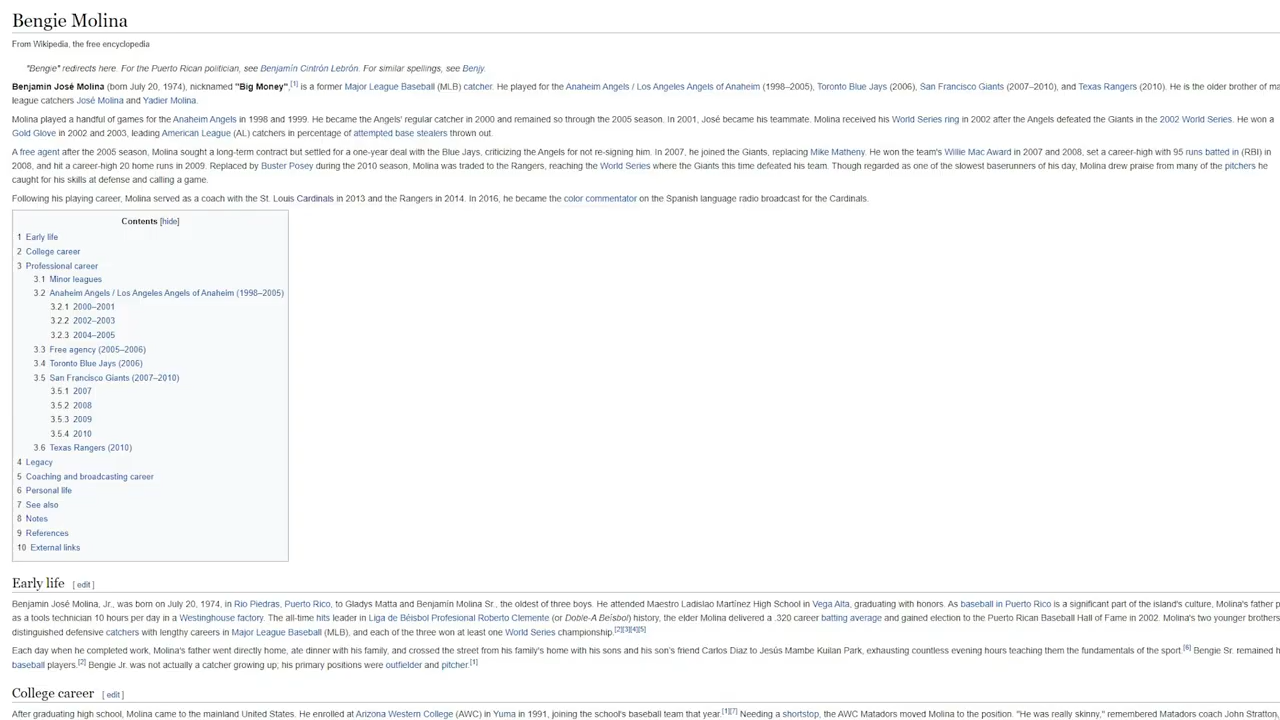 Bengie Molina
From Wikipedia, the free encyclopedia
"Bengie" redirects here. For the Puerto Rican politician, see Benjamín Cintrón Lebrón. For similar spellings, see Benjy.
Benjamin José Molina (born July 20, 1974), nicknamed "Big Money",[1] is a former Major League Baseball (MLB) catcher. He played for the Anaheim Angels / Los Angeles Angels of Anaheim (1998–2005), Toronto Blue Jays (2006), San Francisco Giants (2007–2010), and Texas Rangers (2010). He is the older brother of ma
league catchers José Molina and Yadier Molina.
Molina played a handful of games for the Anaheim Angels in 1998 and 1999. He became the Angels' regular catcher in 2000 and remained so through the 2005 season. In 2001, José became his teammate. Molina received his World Series ring in 2002 after the Angels defeated the Giants in the 2002 World Series. He won a
Gold Glove in 2002 and 2003, leading American League (AL) catchers in percentage of attempted base stealers thrown out.
A free agent after the 2005 season, Molina sought a long-term contract but settled for a one-year deal with the Blue Jays, criticizing the Angels for not re-signing him. In 2007, he joined the Giants, replacing Mike Matheny. He won the team's Willie Mac Award in 2007 and 2008, set a career-high with 95 runs batted in (RBI) in
2008, and hit a career-high 20 home runs in 2009. Replaced by Buster Posey during the 2010 season, Molina was traded to the Rangers, reaching the World Series where the Giants this time defeated his team. Though regarded as one of the slowest baserunners of his day, Molina drew praise from many of the pitchers he
caught for his skills at defense and calling a game.
Following his playing career, Molina served as a coach with the St. Louis Cardinals in 2013 and the Rangers in 2014. In 2016, he became the color commentator on the Spanish language radio broadcast for the Cardinals.
Contents [hide]
1 Early life
2 College career
3 Professional career
3.1 Minor leagues
3.2 Anaheim Angels / Los Angeles Angels of Anaheim (1998–2005)
3.2.1 2000–2001
3.2.2 2002–2003
3.2.3 2004–2005
3.3 Free agency (2005–2006)
3.4 Toronto Blue Jays (2006)
3.5 San Francisco Giants (2007–2010)
3.5.1 2007
3.5.2 2008
3.5.3 2009
3.5.4 2010
3.6 Texas Rangers (2010)
4 Legacy
5 Coaching and broadcasting career
6 Personal life
7 See also
8 Notes
9 References
10 External links
Early life [ edit ]
Benjamin José Molina, Jr., was born on July 20, 1974, in Río Piedras, Puerto Rico, to Gladys Matta and Benjamín Molina Sr., the oldest of three boys. He attended Maestro Ladislao Martínez High School in Vega Alta, graduating with honors. As baseball in Puerto Rico is a significant part of the island's culture, Molina's father p
as a tools technician 10 hours per day in a Westinghouse factory. The all-time hits leader in Liga de Béisbol Profesional Roberto Clemente (or Doble-A Beisbol) history, the elder Molina delivered a .320 career batting average and gained election to the Puerto Rican Baseball Hall of Fame in 2002. Molina's two younger brothers
distinguished defensive catchers with lengthy careers in Major League Baseball (MLB), and each of the three won at least one World Series championship.[2][3][4][5]
Each day when he completed work, Molina's father went directly home, ate dinner with his family, and crossed the street from his family's home with his sons and his son's friend Carlos Diaz to Jesús Mambe Kuilan Park, exhausting countless evening hours teaching them the fundamentals of the sport.[6] Bengie Sr. remained h
baseball players.[2] Bengie Jr. was not actually a catcher growing up; his primary positions were outfielder and pitcher.[1]
College career [ edit ]
After graduating high school, Molina came to the mainland United States. He enrolled at Arizona Western College (AWC) in Yuma in 1991, joining the school's baseball team that year.[1][7] Needing a shortstop, the AWC Matadors moved Molina to the position. "He was really skinny," remembered Matadors coach John Stratton,